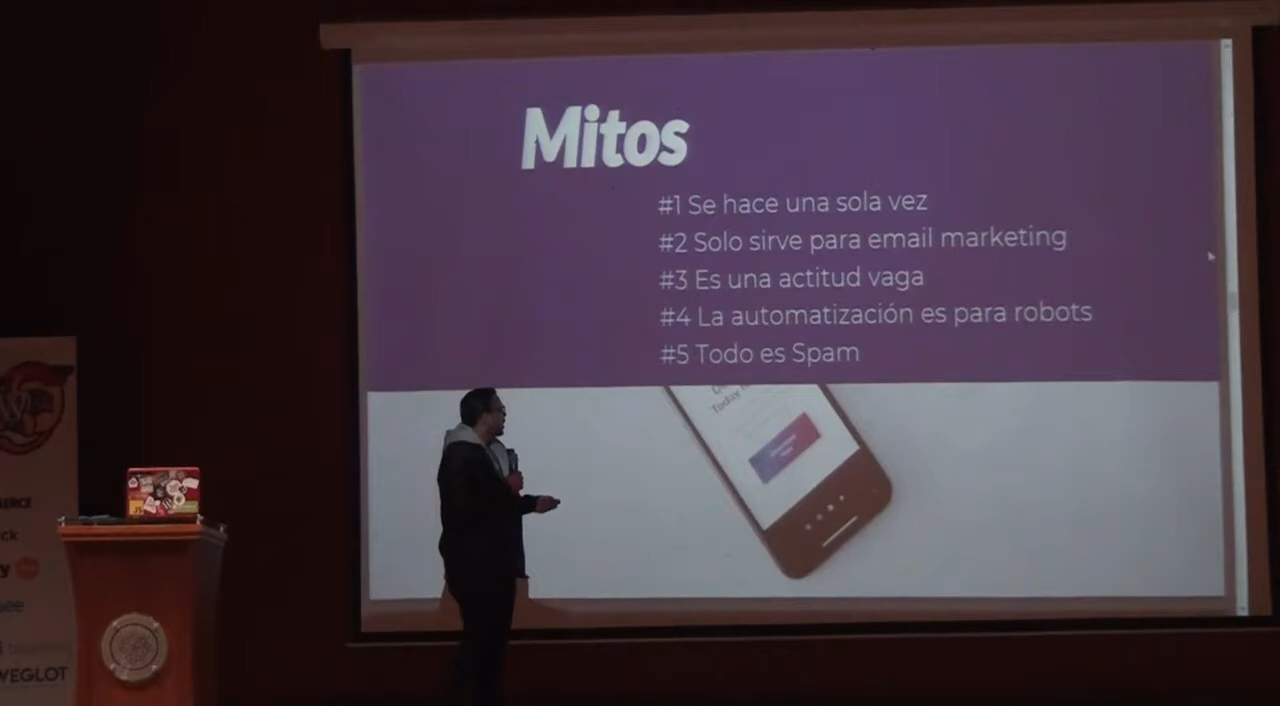 Mitos
#1 Se hace una sola vez
#2 Solo sirve para email marketing
#3 Es una actitud vaga
#4 La automatización es para robots
#5 Todo es Spam
Today
WEGLOT